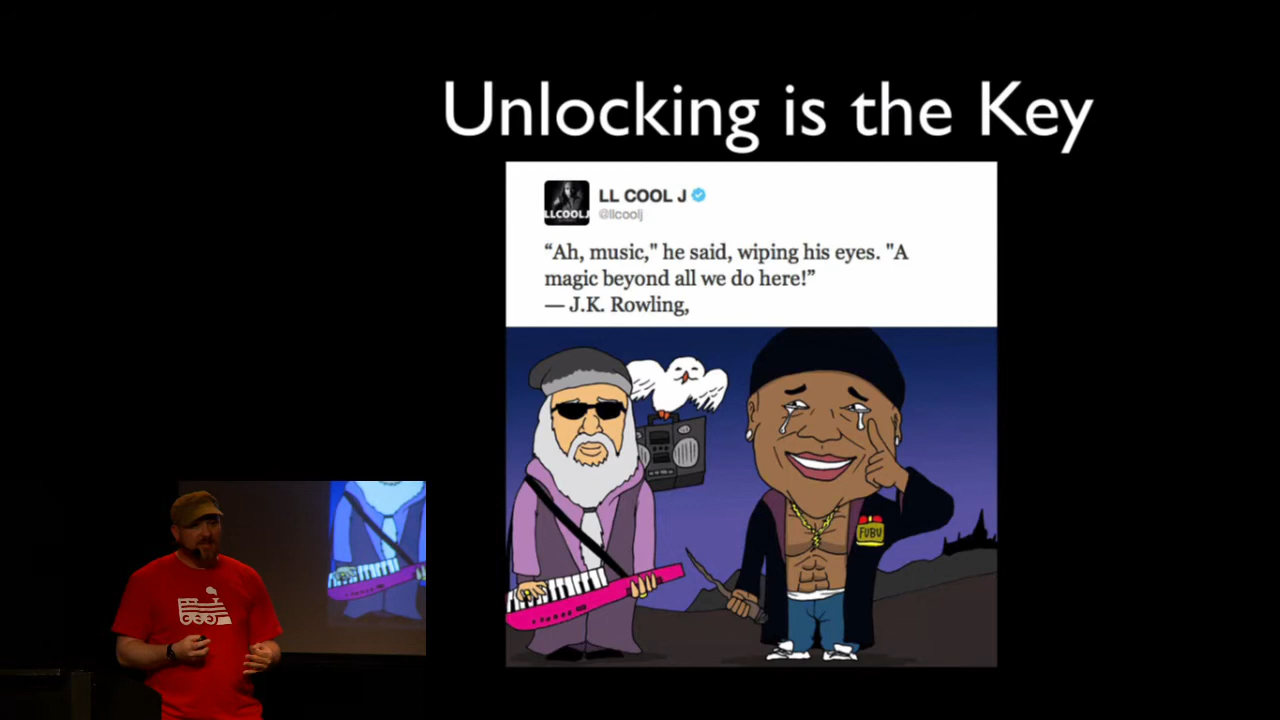 Unlocking is the Key
LLCOOLJ
LL COOL J
@llcoolj
“Ah, music," he said, wiping his eyes. "A
magic beyond all we do here!”
— J.K. Rowling,
FUBU